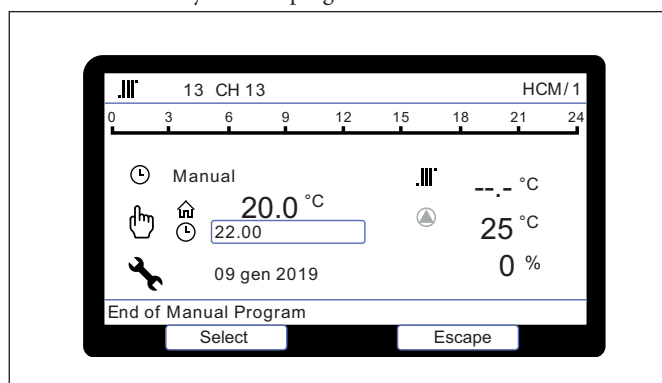 13 CH 13 HCM/1
0 3 6 9 12 15 18 21 24
Manual
--.- °C
20.0 °C
22.00
25 °C
09 gen 2019
0 %
End of Manual Program
Select Escape